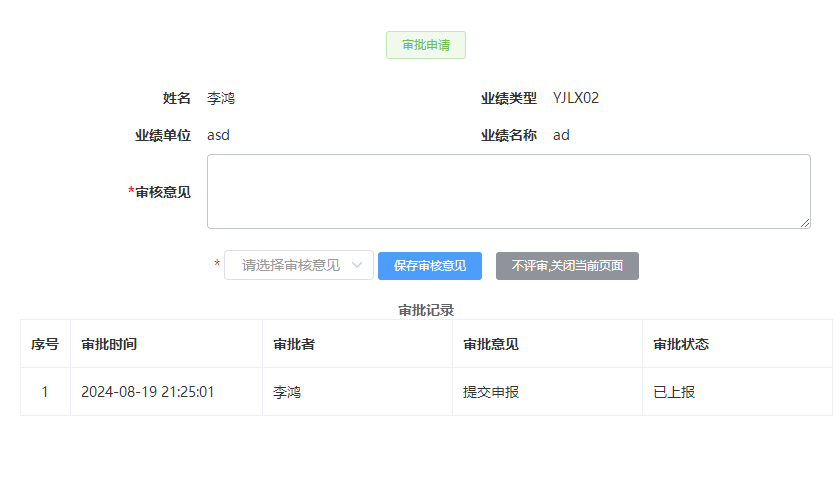 审批申请
姓名 李鸿 业绩类型 YJLX02
业绩单位 asd 业绩名称 ad
*审核意见
* 请选择审核意见 保存审核意见 不评审,关闭当前页面
审批记录
序号 审批时间 审批者 审批意见 审批状态
1 2024-08-19 21:25:01 李鸿 提交申报 已上报